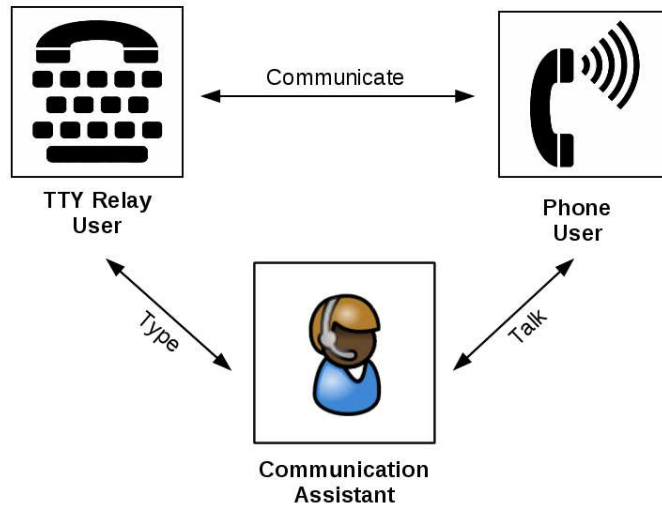 Communicate
TTY Relay
User
Phone
User
Type
Talk
Communication
Assistant